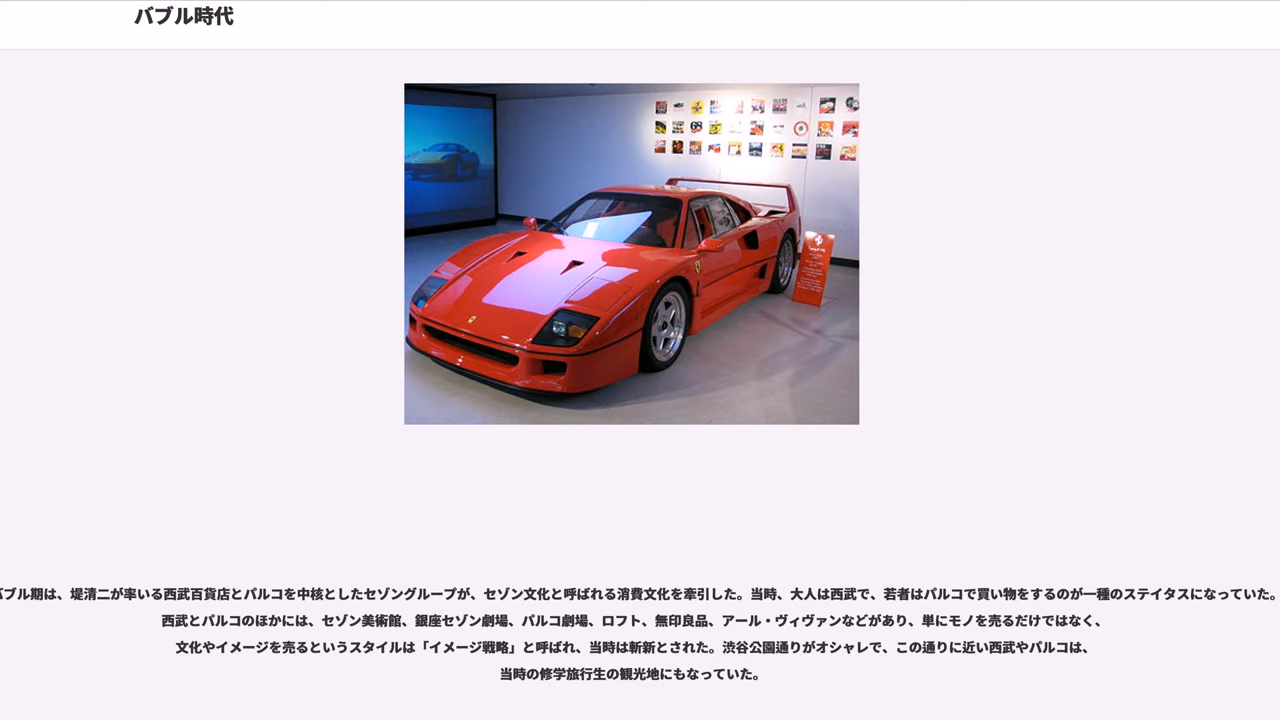 バブル時代
バブル期は、堤清二が率いる西武百貨店とパルコを中核としたセゾングループが、セゾン文化と呼ばれる消費文化を牽引した。当時、大人は西武で、若者はパルコで買い物をするのが一種のステイタスになっていた。
西武とパルコのほかには、セゾン美術館、銀座セゾン劇場、パルコ劇場、ロフト、無印良品、アール・ヴィヴァンなどがあり、単にモノを売るだけではなく、
文化やイメージを売るというスタイルは「イメージ戦略」と呼ばれ、当時は斬新とされた。渋谷公園通りがオシャレで、この通りに近い西武やパルコは、
当時の修学旅行生の観光地にもなっていた。